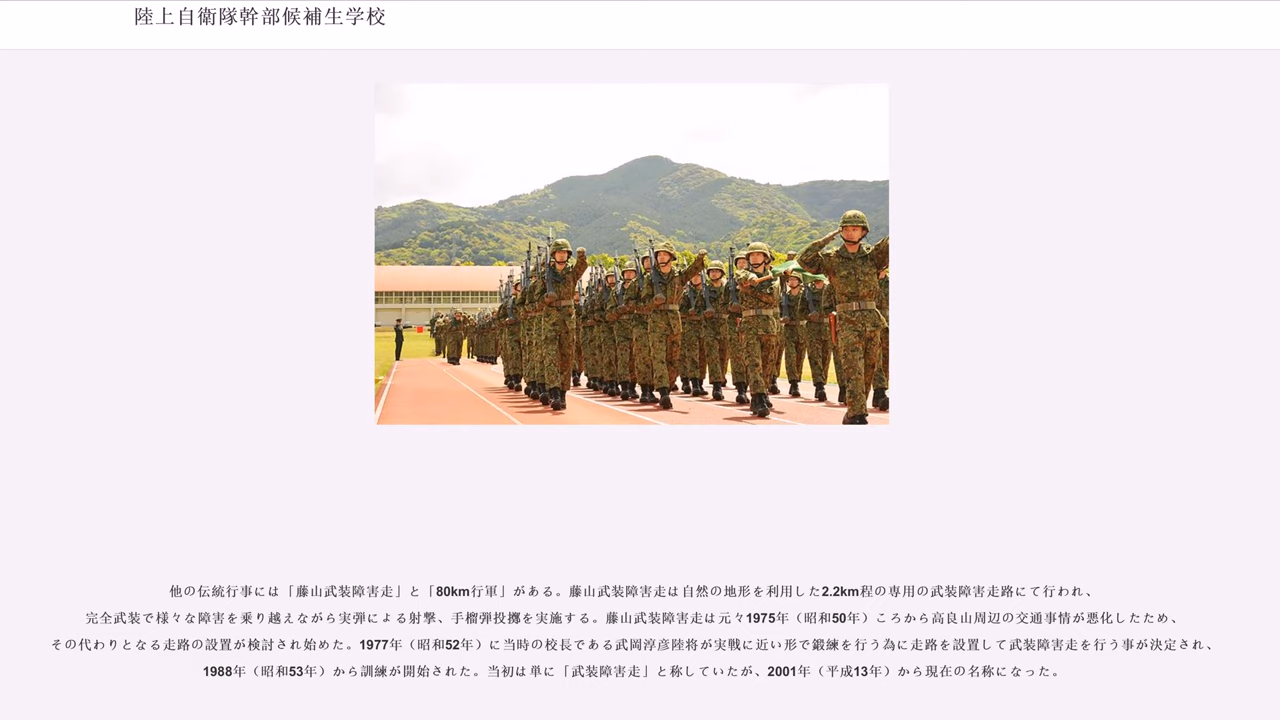 陸上自衛隊幹部候補生学校
他の伝統行事には「藤山武装障害走」と「80km行軍」がある。藤山武装障害走は自然の地形を利用した2.2km程の専用の武装障害走路にて行われ、
完全武装で様々な障害を乗り越えながら実弾による射撃、手榴弾投擲を実施する。藤山武装障害走は元々1975年（昭和50年）ころから高良山周辺の交通事情が悪化したため、
その代わりとなる走路の設置が検討され始めた。1977年（昭和52年）に当時の校長である武岡淳彦陸将が実戦に近い形で鍛練を行う為に走路を設置して武装障害走を行う事が決定され、
1988年（昭和53年）から訓練が開始された。当初は単に「武装障害走」と称していたが、2001年（平成13年）から現在の名称になった。